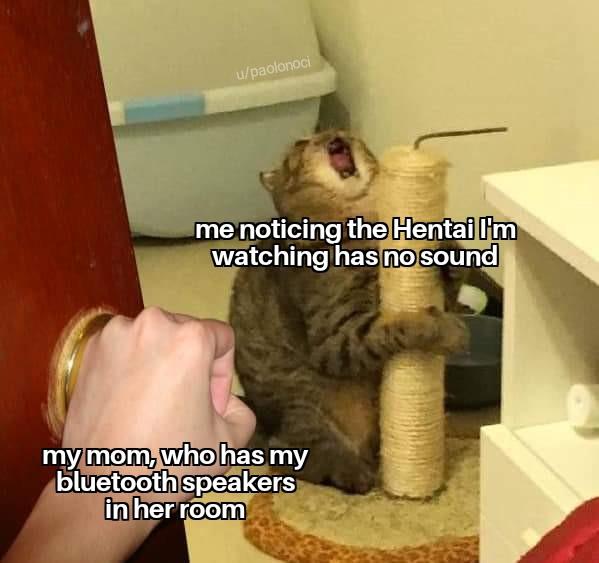 u/paolonoci
me noticing the Hentai I'm
watching has no sound
my mom, who has my
bluetooth speakers
in her room